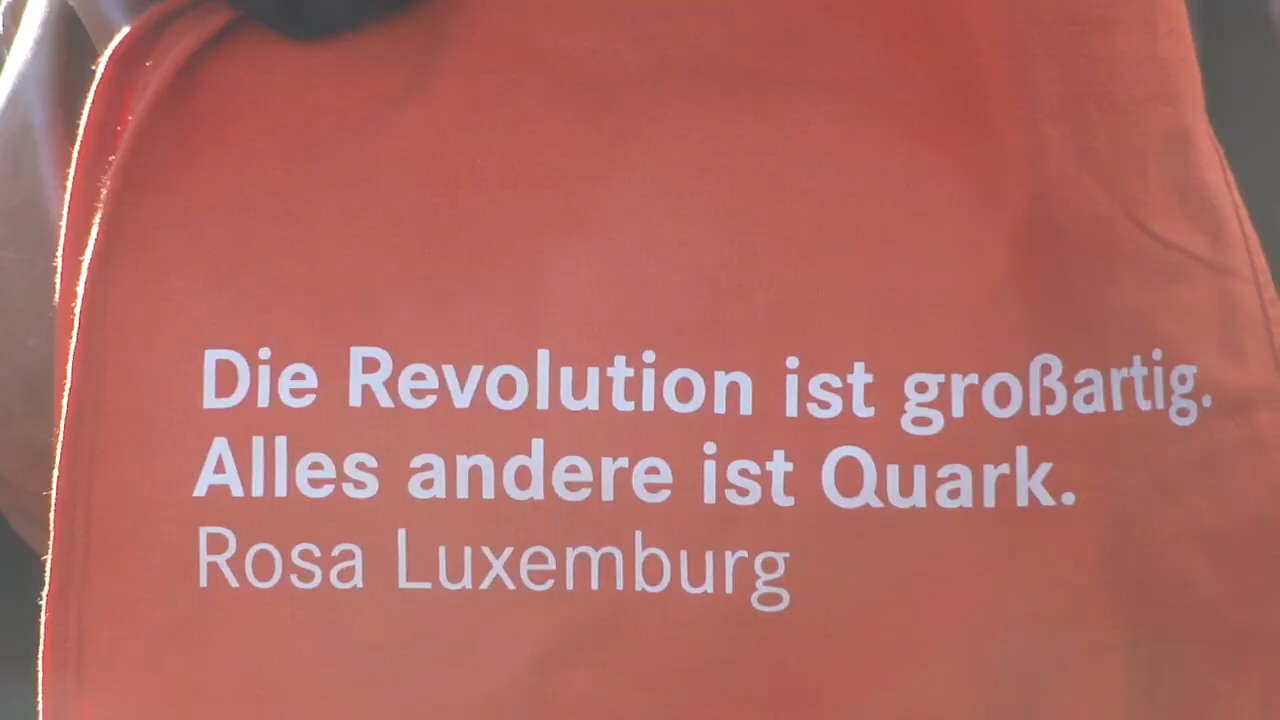 Die Revolution ist großartig.
Alles andere ist Quark.
Rosa Luxemburg